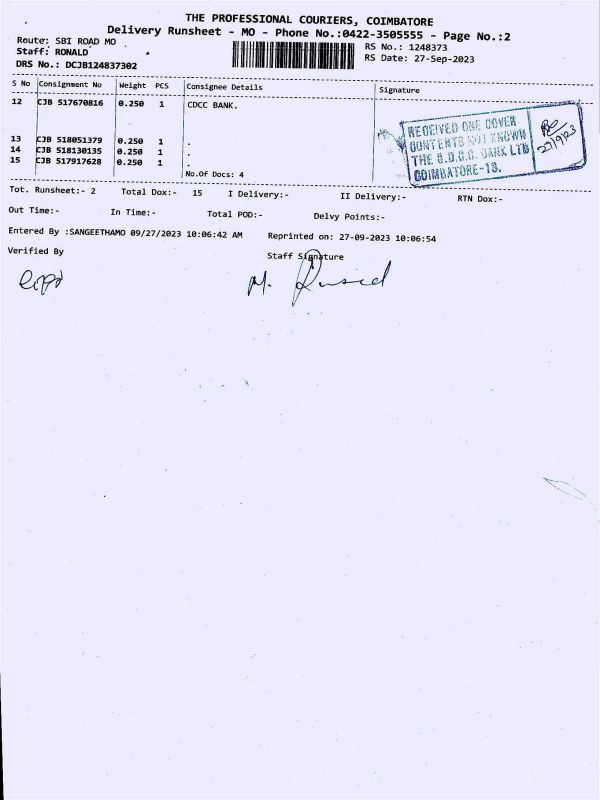 THE PROFESSIONAL COURIERS, COIMBATORE
Delivery Runsheet - MO - Phone No.:0422-3505555 - Page No.:2
Route: SBI ROAD MO
RS No.: 1248373
Staff: RONALD
RS Date: 27-Sep-2023
DRS No.: DCJB124837302
S No Consignment No Weight PCS Consignee Details Signature
12 CJB 517670816 0.250 1 CDCC BANK.
RECEIVED ONE COVER
CONTENTS NOT KNOWN
THE C.D.C.C. BANK LTD
COIMBATORE-18.
27/9/23
13 CJB 518051379 0.250 1 .
14 CJB 518130135 0.250 1 .
15 CJB 517917628 0.250 1 .
No.Of Docs: 4
Tot. Runsheet:- 2 Total Dox:- 15 I Delivery:- II Delivery:- RTN Dox:-
Out Time:- In Time:- Total POD:- Delvy Points:-
Entered By :SANGEETHAMO 09/27/2023 10:06:42 AM Reprinted on: 27-09-2023 10:06:54
Verified By Staff Signature
M.